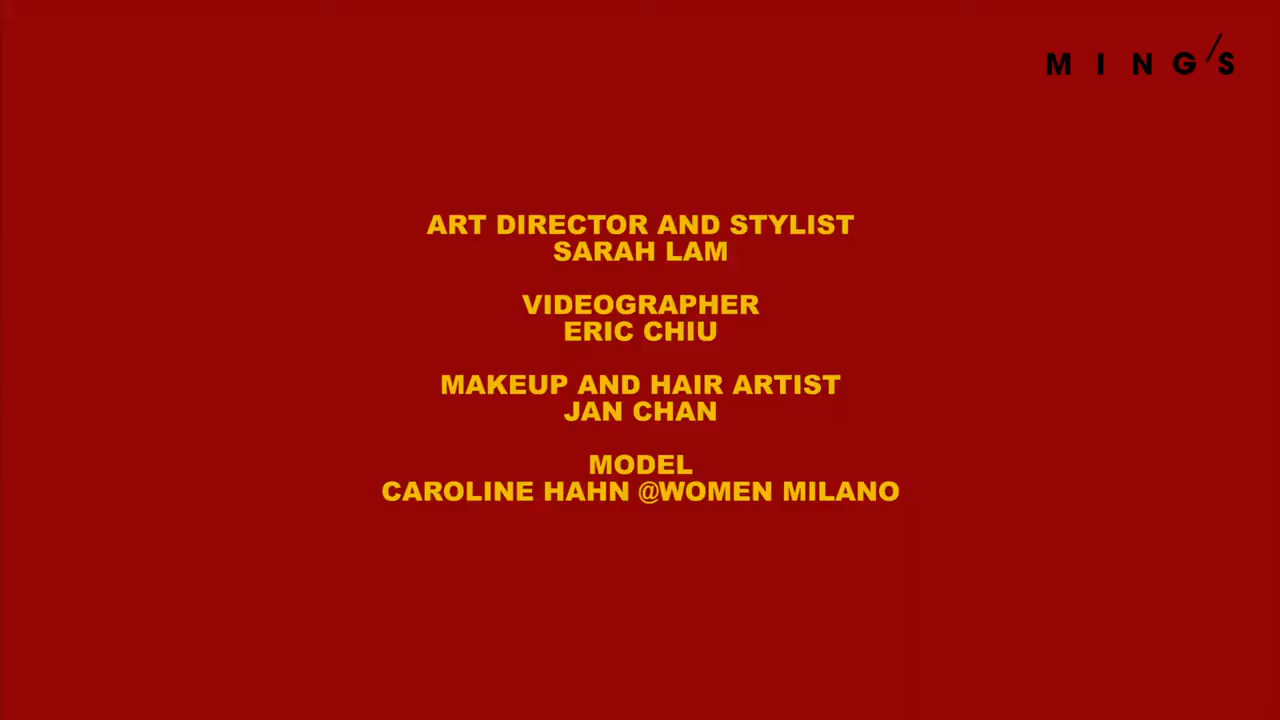 MING'S
ART DIRECTOR AND STYLIST
SARAH LAM
VIDEOGRAPHER
ERIC CHIU
MAKEUP AND HAIR ARTIST
JAN CHAN
MODEL
CAROLINE HAHN @WOMEN MILANO